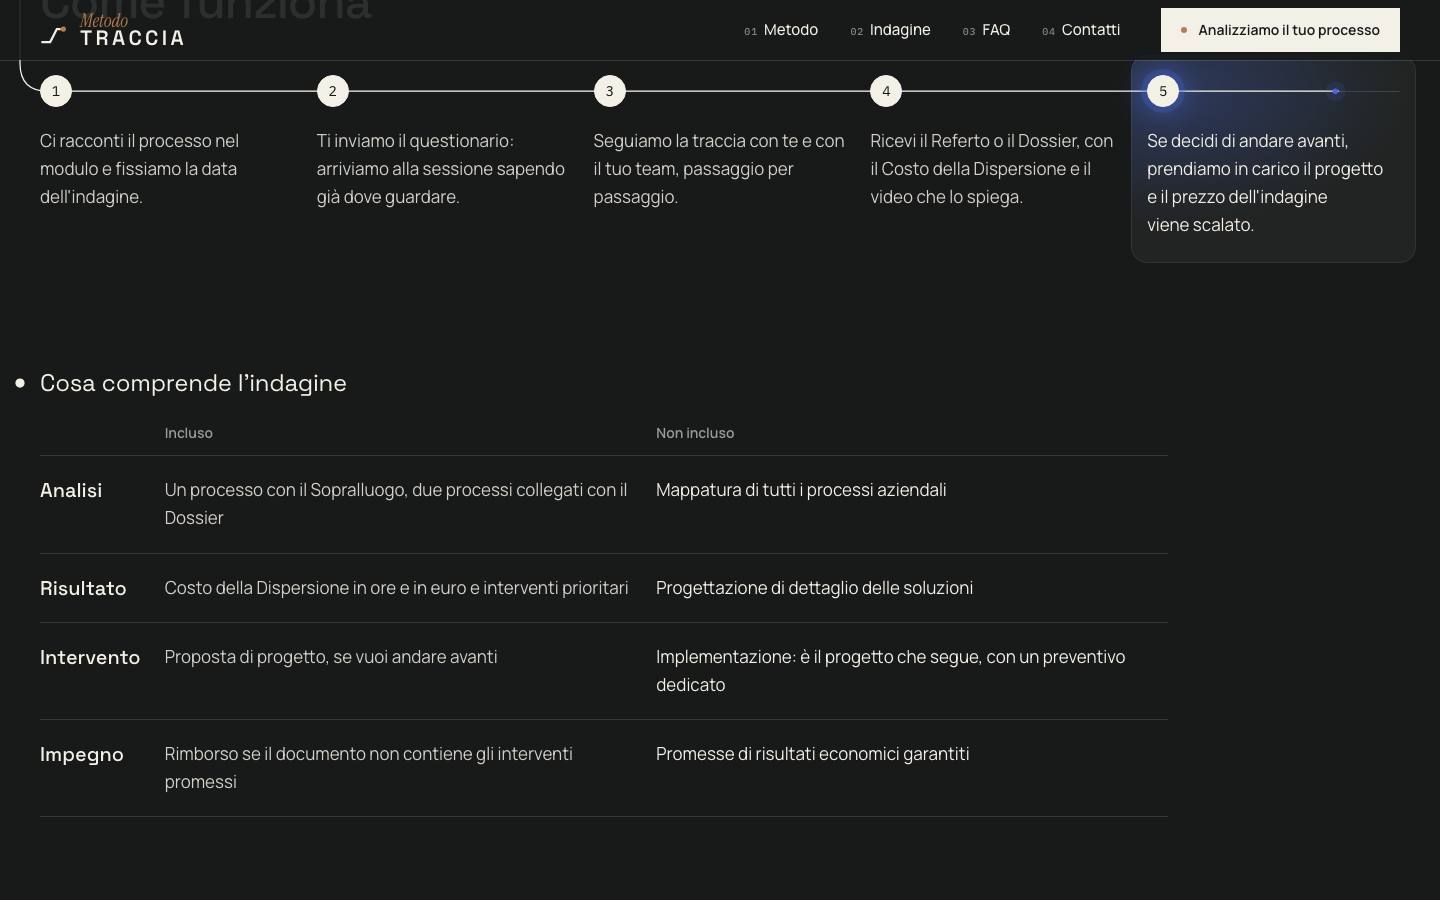 Come funziona
Metodo
TRACCIA
01 Metodo
02 Indagine
03 FAQ
04 Contatti
Analizziamo il tuo processo
1
Ci racconti il processo nel
modulo e fissiamo la data
dell'indagine.
2
Ti inviamo il questionario:
arriviamo alla sessione sapendo
già dove guardare.
3
Seguiamo la traccia con te e con
il tuo team, passaggio per
passaggio.
4
Ricevi il Referto o il Dossier, con
il Costo della Dispersione e il
video che lo spiega.
5
Se decidi di andare avanti,
prendiamo in carico il progetto
e il prezzo dell'indagine
viene scalato.
Cosa comprende l’indagine
Incluso
Non incluso
Analisi
Un processo con il Sopralluogo, due processi collegati con il
Dossier
Mappatura di tutti i processi aziendali
Risultato
Costo della Dispersione in ore e in euro e interventi prioritari
Progettazione di dettaglio delle soluzioni
Intervento
Proposta di progetto, se vuoi andare avanti
Implementazione: è il progetto che segue, con un preventivo
dedicato
Impegno
Rimborso se il documento non contiene gli interventi
promessi
Promesse di risultati economici garantiti